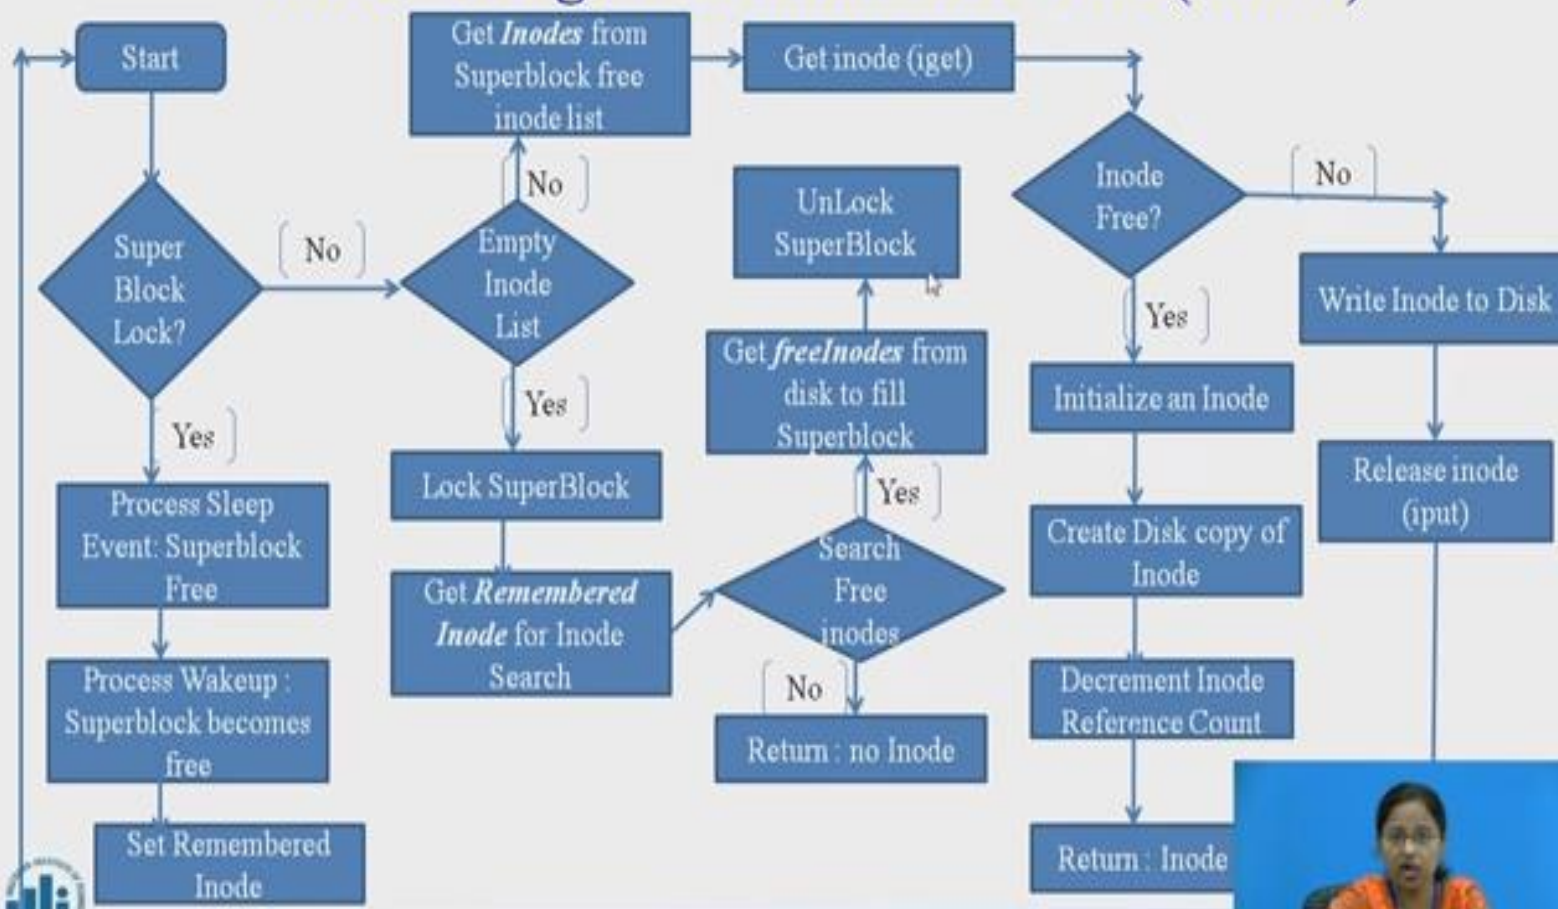 Start
Super
Block
Lock?
No
Yes
Process Sleep
Event: Superblock
Free
Process Wakeup :
Superblock becomes
free
Set Remembered
Inode
Get Inodes from
Superblock free
inode list
No
Empty
Inode
List
Yes
Lock SuperBlock
Get Remembered
Inode for Inode
Search
Get inode (iget)
UnLock
SuperBlock
Get freeInodes from
disk to fill
Superblock
Yes
Search
Free
inodes
No
Return : no Inode
Inode
Free?
No
Yes
Initialize an Inode
Create Disk copy of
Inode
Decrement Inode
Reference Count
Return : Inode
Write Inode to Disk
Release inode
(iput)